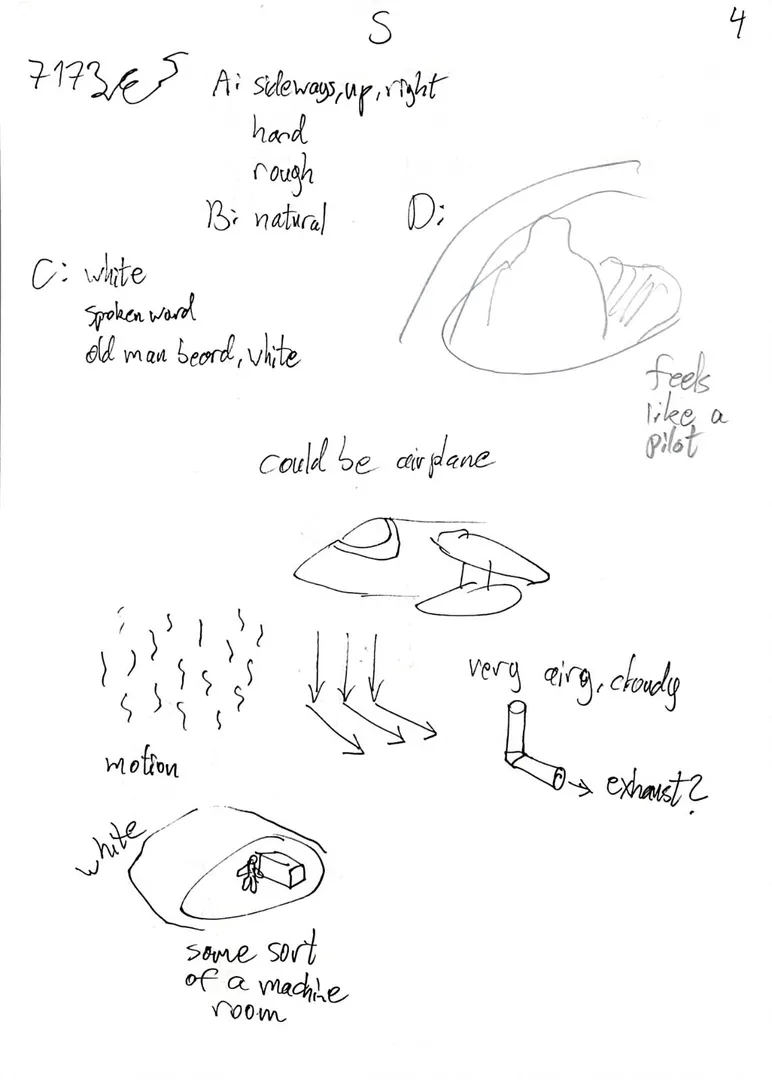 S
4
7173
A: sideways, up, right
hard
rough
B: natural
C: white
spoken word
old man beard, white
D:
feels
like a
pilot
could be airplane
motion
very airy, cloudy
exhaust?
white
some sort
of a machine
room